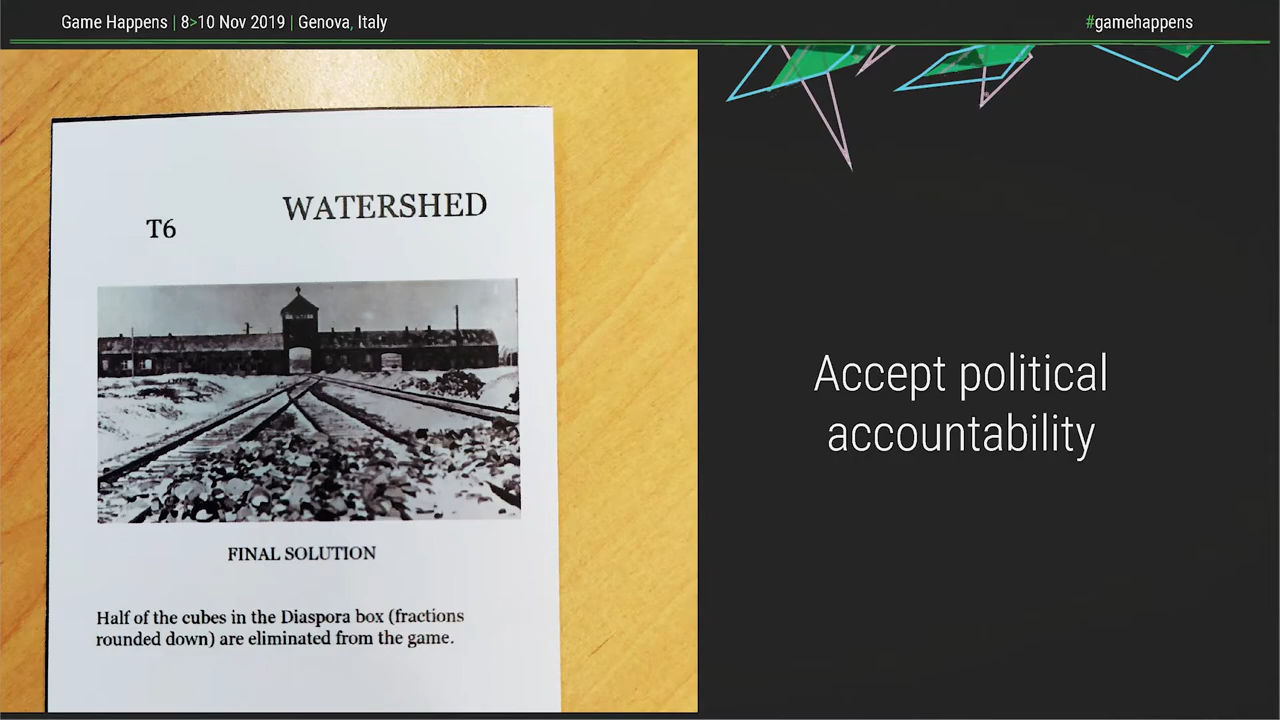 Game Happens | 8>10 Nov 2019 | Genova, Italy
#gamehappens
T6
WATERSHED
FINAL SOLUTION
Half of the cubes in the Diaspora box (fractions
rounded down) are eliminated from the game.
Accept political
accountability